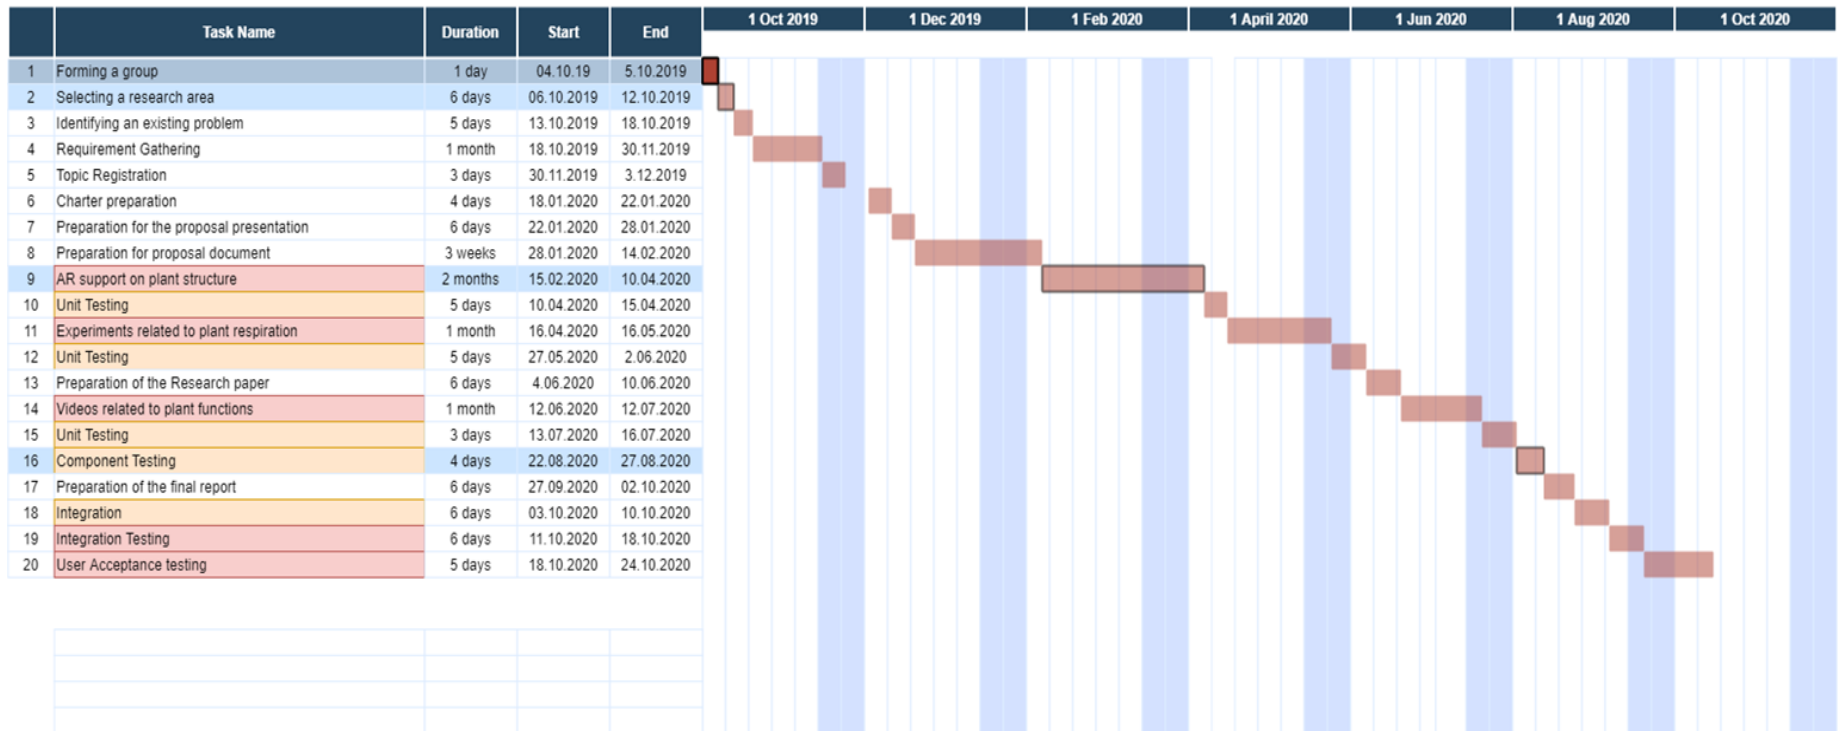 Task Name Duration Start End 1 Oct 2019 1 Dec 2019 1 Feb 2020 1 April 2020 1 Jun 2020 1 Aug 2020 1 Oct 2020
1 Forming a group 1 day 04.10.19 5.10.2019
2 Selecting a research area 6 days 06.10.2019 12.10.2019
3 Identifying an existing problem 5 days 13.10.2019 18.10.2019
4 Requirement Gathering 1 month 18.10.2019 30.11.2019
5 Topic Registration 3 days 30.11.2019 3.12.2019
6 Charter preparation 4 days 18.01.2020 22.01.2020
7 Preparation for the proposal presentation 6 days 22.01.2020 28.01.2020
8 Preparation for proposal document 3 weeks 28.01.2020 14.02.2020
9 AR support on plant structure 2 months 15.02.2020 10.04.2020
10 Unit Testing 5 days 10.04.2020 15.04.2020
11 Experiments related to plant respiration 1 month 16.04.2020 16.05.2020
12 Unit Testing 5 days 27.05.2020 2.06.2020
13 Preparation of the Research paper 6 days 4.06.2020 10.06.2020
14 Videos related to plant functions 1 month 12.06.2020 12.07.2020
15 Unit Testing 3 days 13.07.2020 16.07.2020
16 Component Testing 4 days 22.08.2020 27.08.2020
17 Preparation of the final report 6 days 27.09.2020 02.10.2020
18 Integration 6 days 03.10.2020 10.10.2020
19 Integration Testing 6 days 11.10.2020 18.10.2020
20 User Acceptance testing 5 days 18.10.2020 24.10.2020